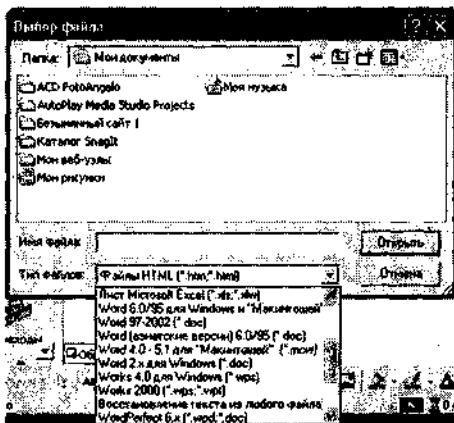 Выбор файла
Папка: Мои документы
ACD FotoAngelo
Моя музыка
AutoPlay Media Studio Projects
Безымянный сайт 1
Каталог SnagIt
Мои веб-узлы
Мои рисунки
Имя файла:
Открыть
Тип файлов: Файлы HTML (*.htm;*.html)
Отмена
Лист Microsoft Excel (*.xls;*.xlw)
Word 6.0/95 для Windows и "Макинтошей"
Word 97-2002 (*.doc)
Word (азиатские версии) 6.0/95 (*.doc)
Word 4.0 - 5.1 для "Макинтошей" (*.mcw)
Word 2.x для Windows (*.doc)
Works 4.0 для Windows (*.wps)
Works 2000 (*.wps;*.wpt)
Восстановление текста из любого файла
WordPerfect 6.x (*.wpd;*.doc)